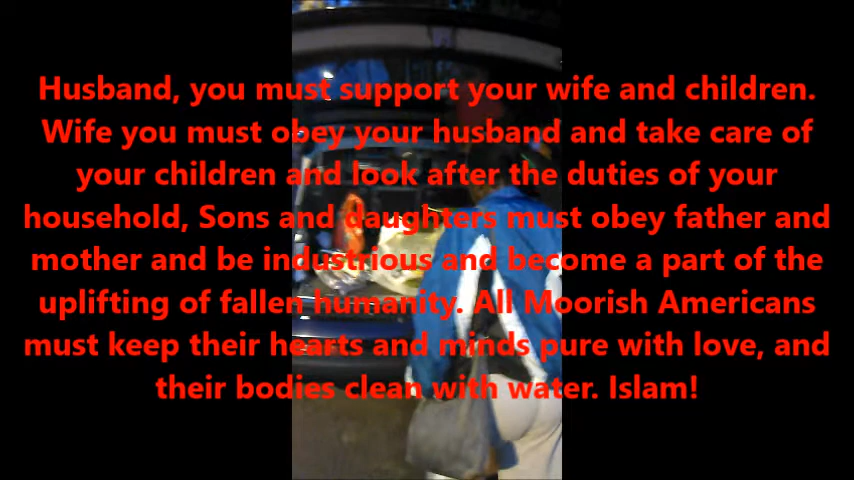 Husband, you must support your wife and children.
Wife you must obey your husband and take care of
your children and look after the duties of your
household, Sons and daughters must obey father and
mother and be industrious and become a part of the
uplifting of fallen humanity. All Moorish Americans
must keep their hearts and minds pure with love, and
their bodies clean with water. Islam!